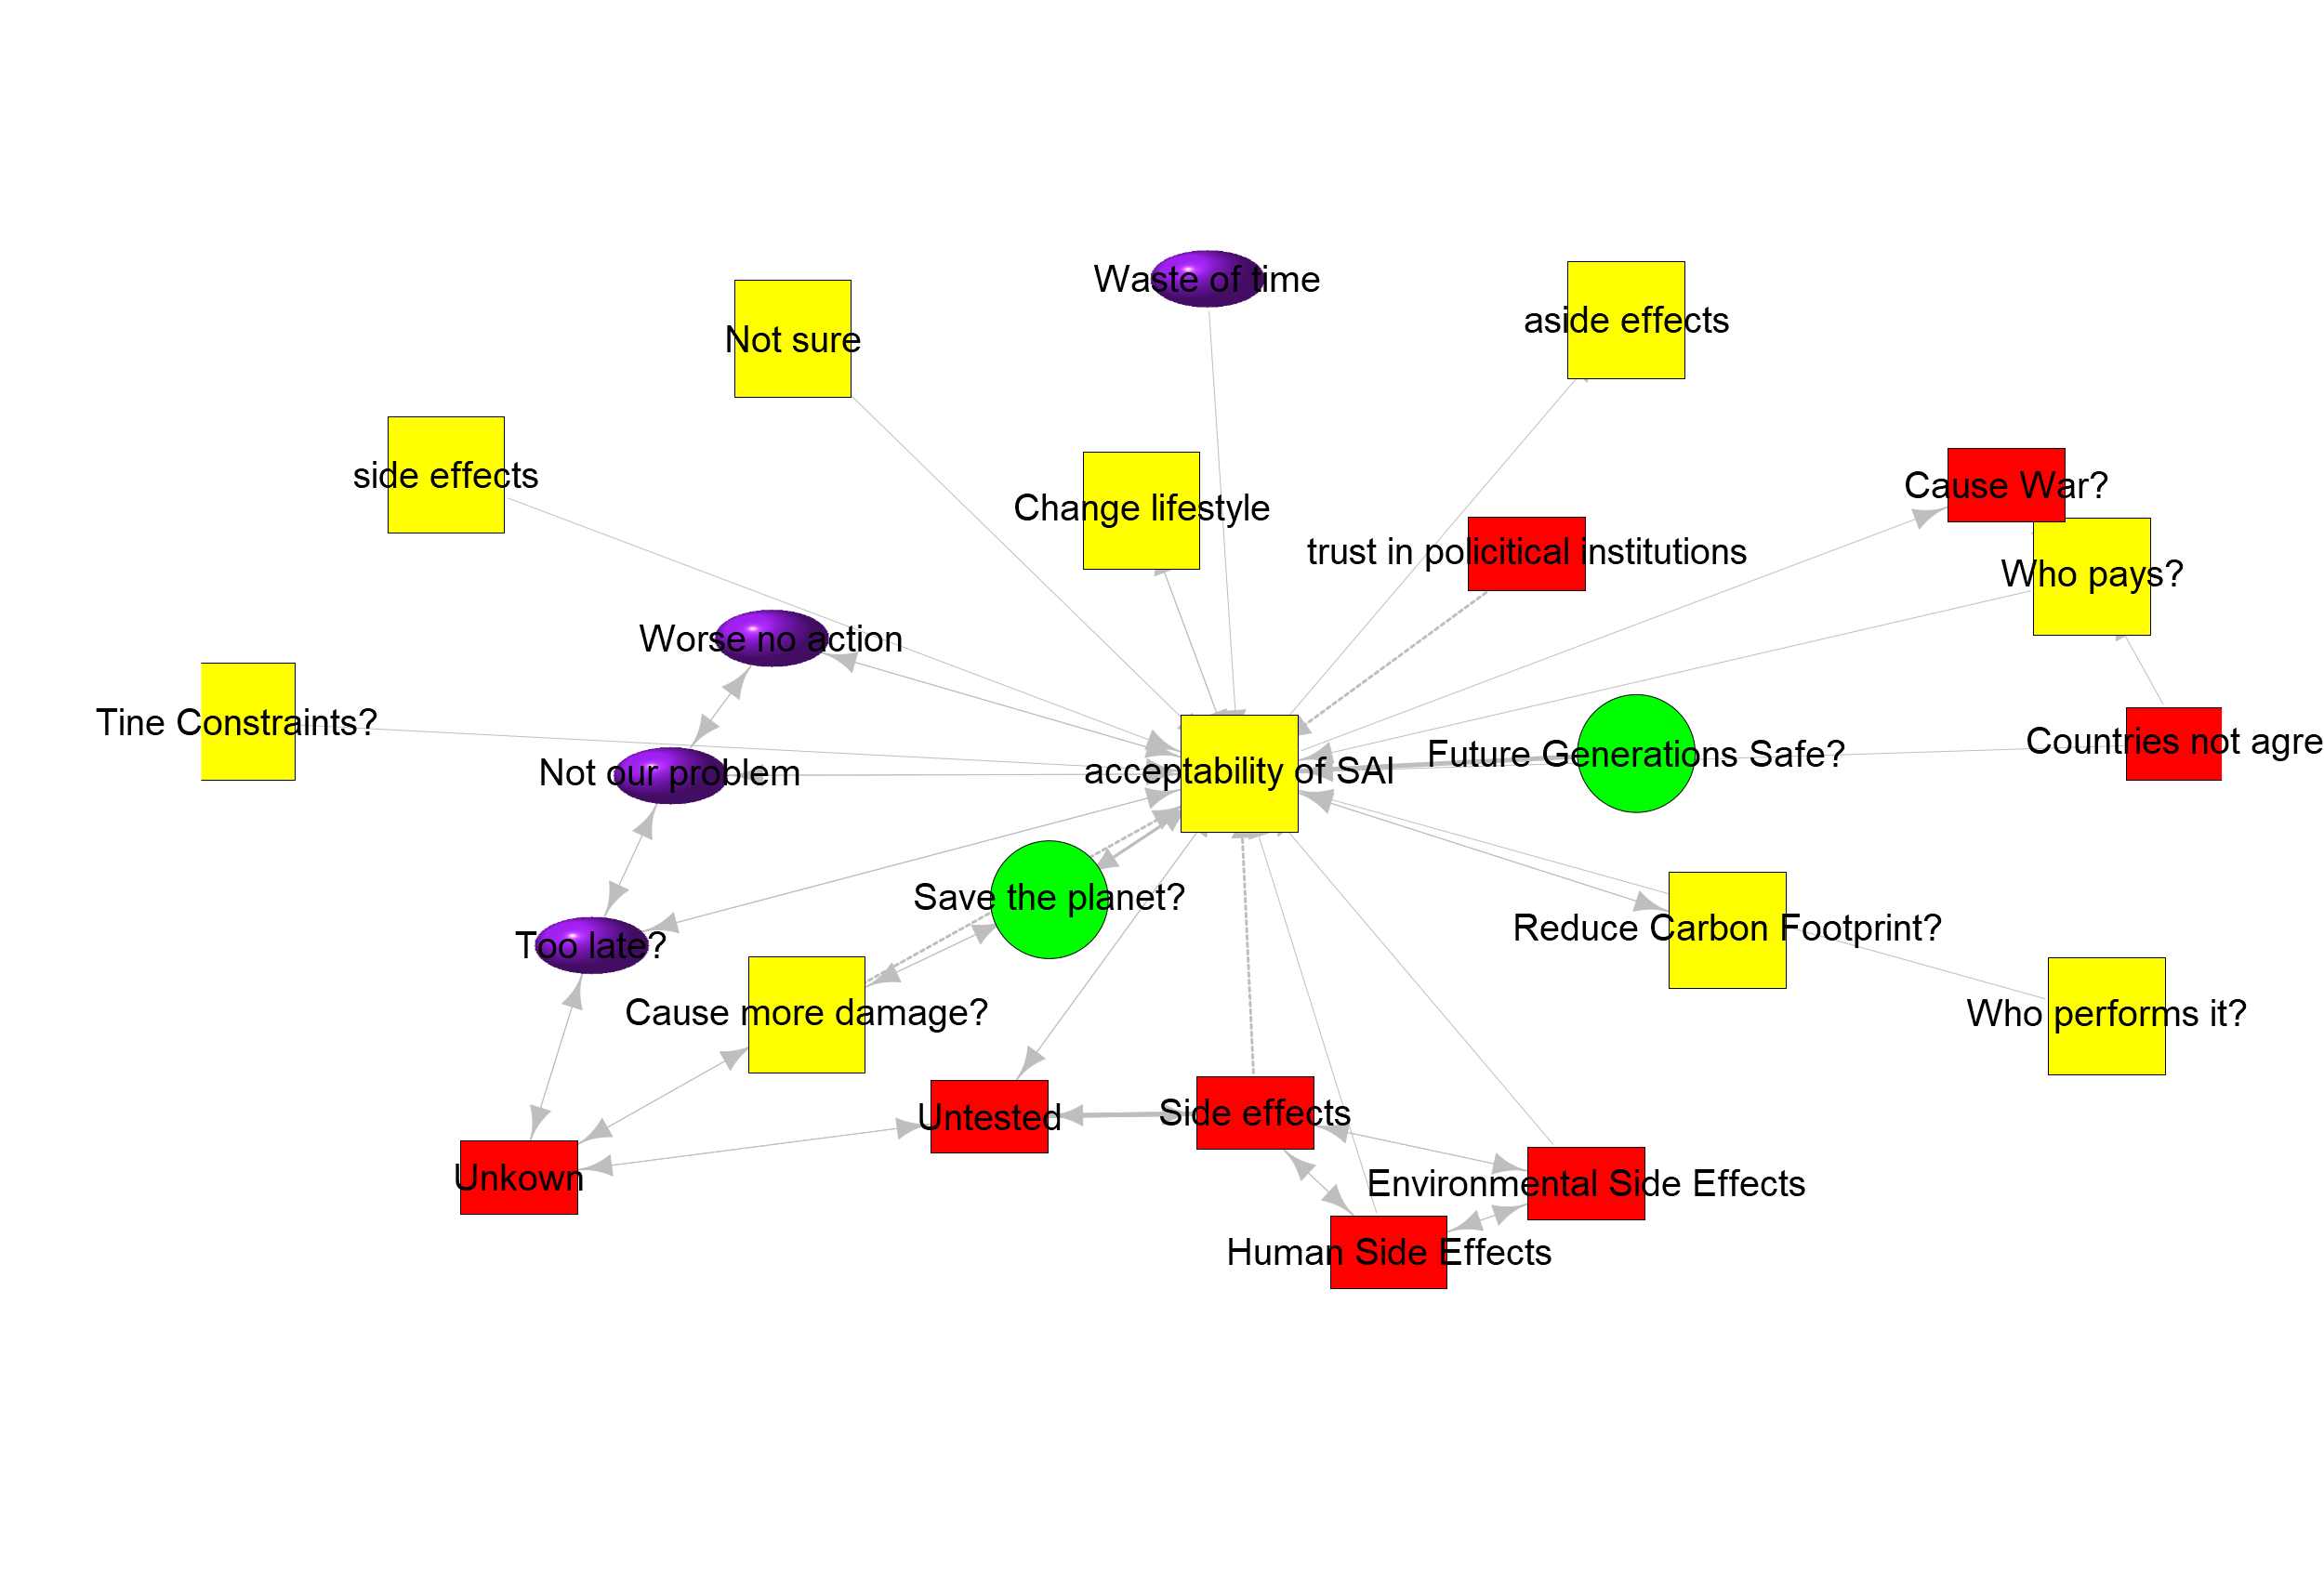 Waste of time
aside effects
Not sure
side effects
Cause War?
Change lifestyle
trust in policitical institutions
Who pays?
Worse no action
Tine Constraints?
Countries not agre
Future Generations Safe?
Not our problem
acceptability of SAI
Save the planet?
Reduce Carbon Footprint?
Too late?
Cause more damage?
Who performs it?
Untested
Side effects
Unkown
Environmental Side Effects
Human Side Effects